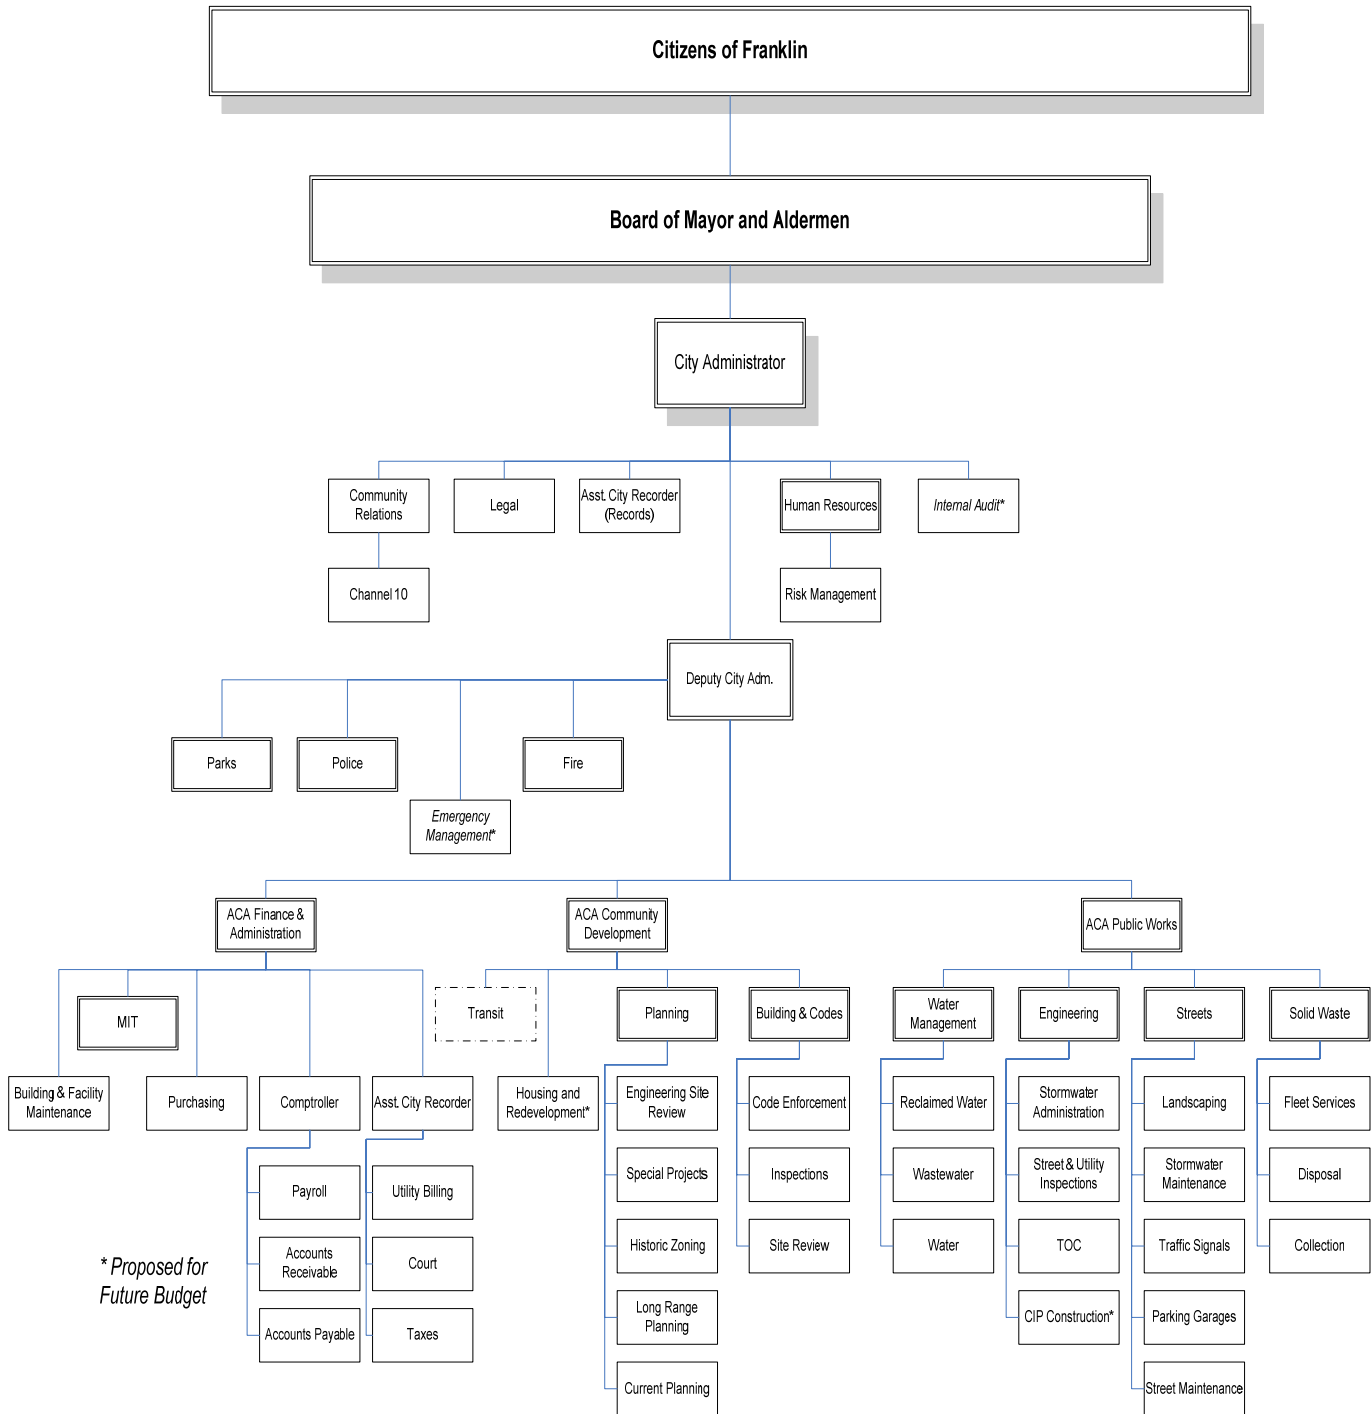 Citizens of Franklin
Board of Mayor and Aldermen
City Administrator
Community
Relations
Legal
Asst. City Recorder
(Records)
Human Resources
Internal Audit*
Channel 10
Risk Management
Deputy City Adm.
Parks
Police
Fire
Emergency
Management*
ACA Finance &
Administration
ACA Community
Development
ACA Public Works
MIT
Transit
Planning
Building & Codes
Water
Management
Engineering
Streets
Solid Waste
Building & Facility
Maintenance
Purchasing
Comptroller
Asst. City Recorder
Housing and
Redevelopment*
Engineering Site
Review
Code Enforcement
Reclaimed Water
Stormwater
Administration
Landscaping
Fleet Services
Payroll
Utility Billing
Special Projects
Inspections
Wastewater
Street & Utility
Inspections
Stormwater
Maintenance
Disposal
Accounts
Receivable
Court
Historic Zoning
Site Review
Water
TOC
Traffic Signals
Collection
* Proposed for
Future Budget
Accounts Payable
Taxes
Long Range
Planning
CIP Construction*
Parking Garages
Current Planning
Street Maintenance